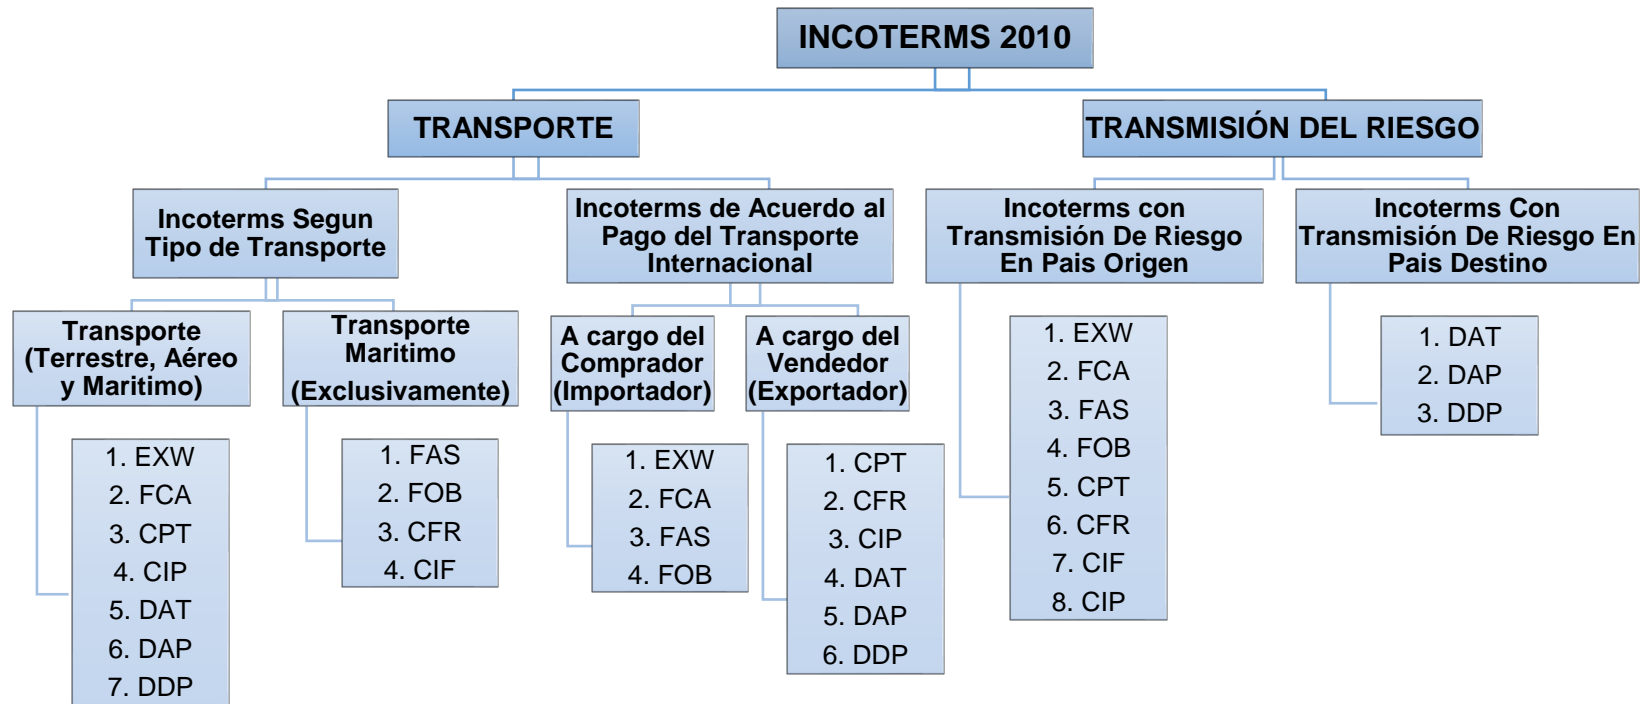 INCOTERMS 2010
TRANSPORTE
TRANSMISIÓN DEL RIESGO
Incoterms Segun
Tipo de Transporte
Incoterms de Acuerdo al
Pago del Transporte
Internacional
Incoterms con
Transmisión De Riesgo
En Pais Origen
Incoterms Con
Transmisión De Riesgo En
Pais Destino
Transporte
(Terrestre, Aéreo
y Maritimo)
Transporte
Maritimo
(Exclusivamente)
A cargo del
Comprador
(Importador)
A cargo del
Vendedor
(Exportador)
1. EXW
2. FCA
3. CPT
4. CIP
5. DAT
6. DAP
7. DDP
1. FAS
2. FOB
3. CFR
4. CIF
1. EXW
2. FCA
3. FAS
4. FOB
1. CPT
2. CFR
3. CIP
4. DAT
5. DAP
6. DDP
1. EXW
2. FCA
3. FAS
4. FOB
5. CPT
6. CFR
7. CIF
8. CIP
1. DAT
2. DAP
3. DDP